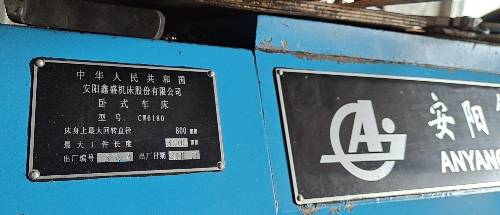 中华人民共和国
安阳鑫盛机床股份有限公司
卧式车床
型号 CW6180
床身上最大回转直径 800 mm
最大工件长度 mm
出厂编号 出厂日期
安阳
ANYANG